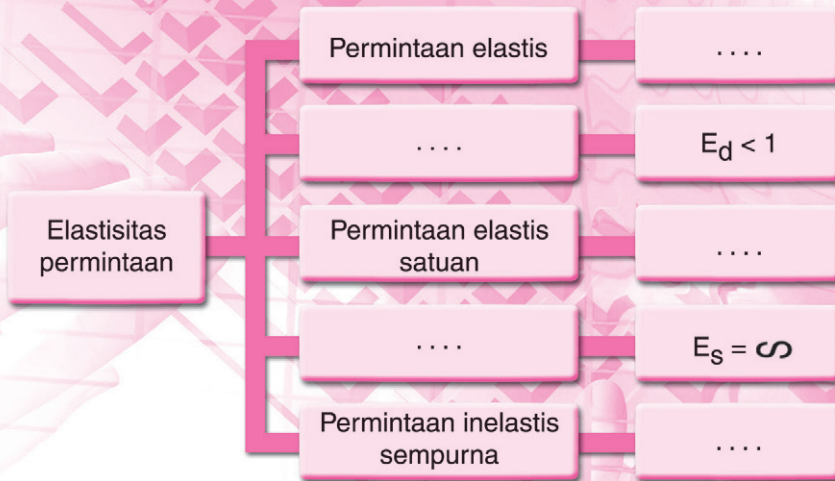 Permintaan elastis
. . . .
. . . .
E_d < 1
Elastisitas
permintaan
Permintaan elastis
satuan
. . . .
. . . .
E_s = ᔕ
Permintaan inelastis
sempurna
. . . .